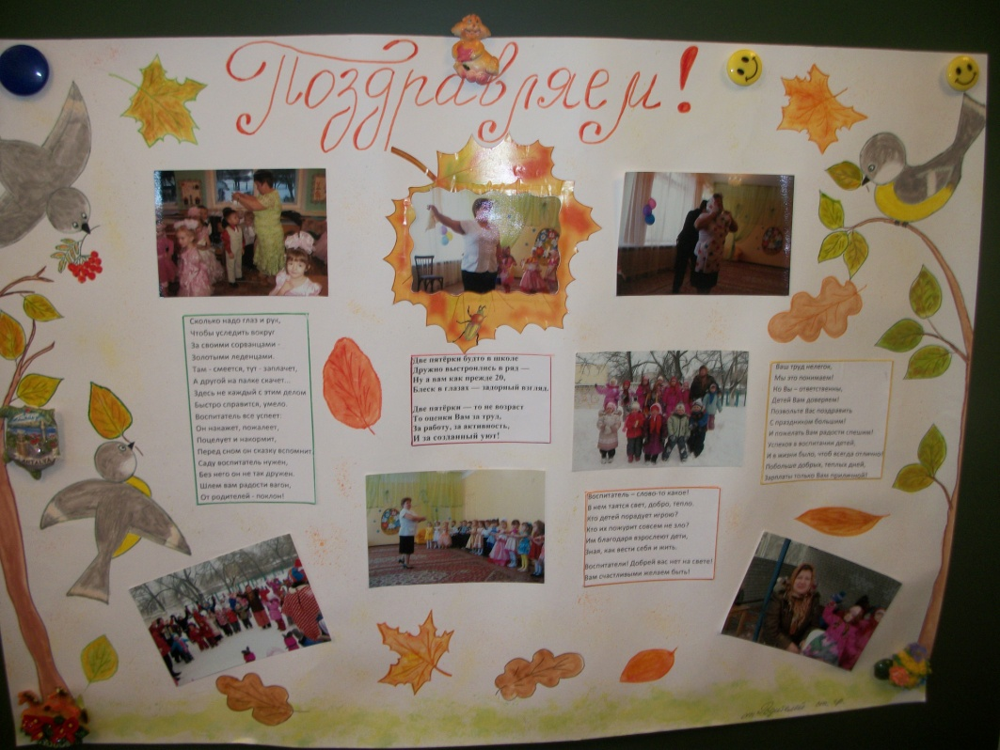 Поздравляем!
Сколько надо глаз и рук,
Чтобы уследить вокруг
За своими сорванцами -
Золотыми леденцами.
Там - смеется, тут - заплачет,
А другой на палке скачет...
Здесь не каждый с этим делом
Быстро справится, умело.
Воспитатель все успеет:
Он накажет, пожалеет,
Поцелует и накормит,
Перед сном он сказку вспомнит.
Саду воспитатель нужен,
Без него он не так дружен.
Шлем вам радости вагон,
От родителей - поклон!
Две пятёрки будто в школе
Дружно выстроились в ряд —
Ну а нам как прежде 20,
Блеск в глазах — задорный взгляд.
Две пятёрки — то не возраст
То оценки Вам за труд,
За работу, за активность,
И за созданный уют!
Ваш труд нелегок,
Мы это понимаем!
Но Вы – ответственны,
Детей Вам доверяем!
Позвольте Вас поздравить
С праздником большим!
И пожелать Вам радости спешим!
Успехов в воспитании детей,
И в жизни было, чтоб всегда отлично!
Побольше добрых, теплых дней,
Зарплаты только Вам приличной!
Воспитатель – слово-то какое!
В нем таятся свет, добро, тепло.
Кто детей порадует игрою?
Кто их пожурит совсем не зло?
Им благодаря взрослеют дети,
Зная, как вести себя и жить.
Воспитатели! Добрей вас нет на свете!
Вам счастливыми желаем быть!